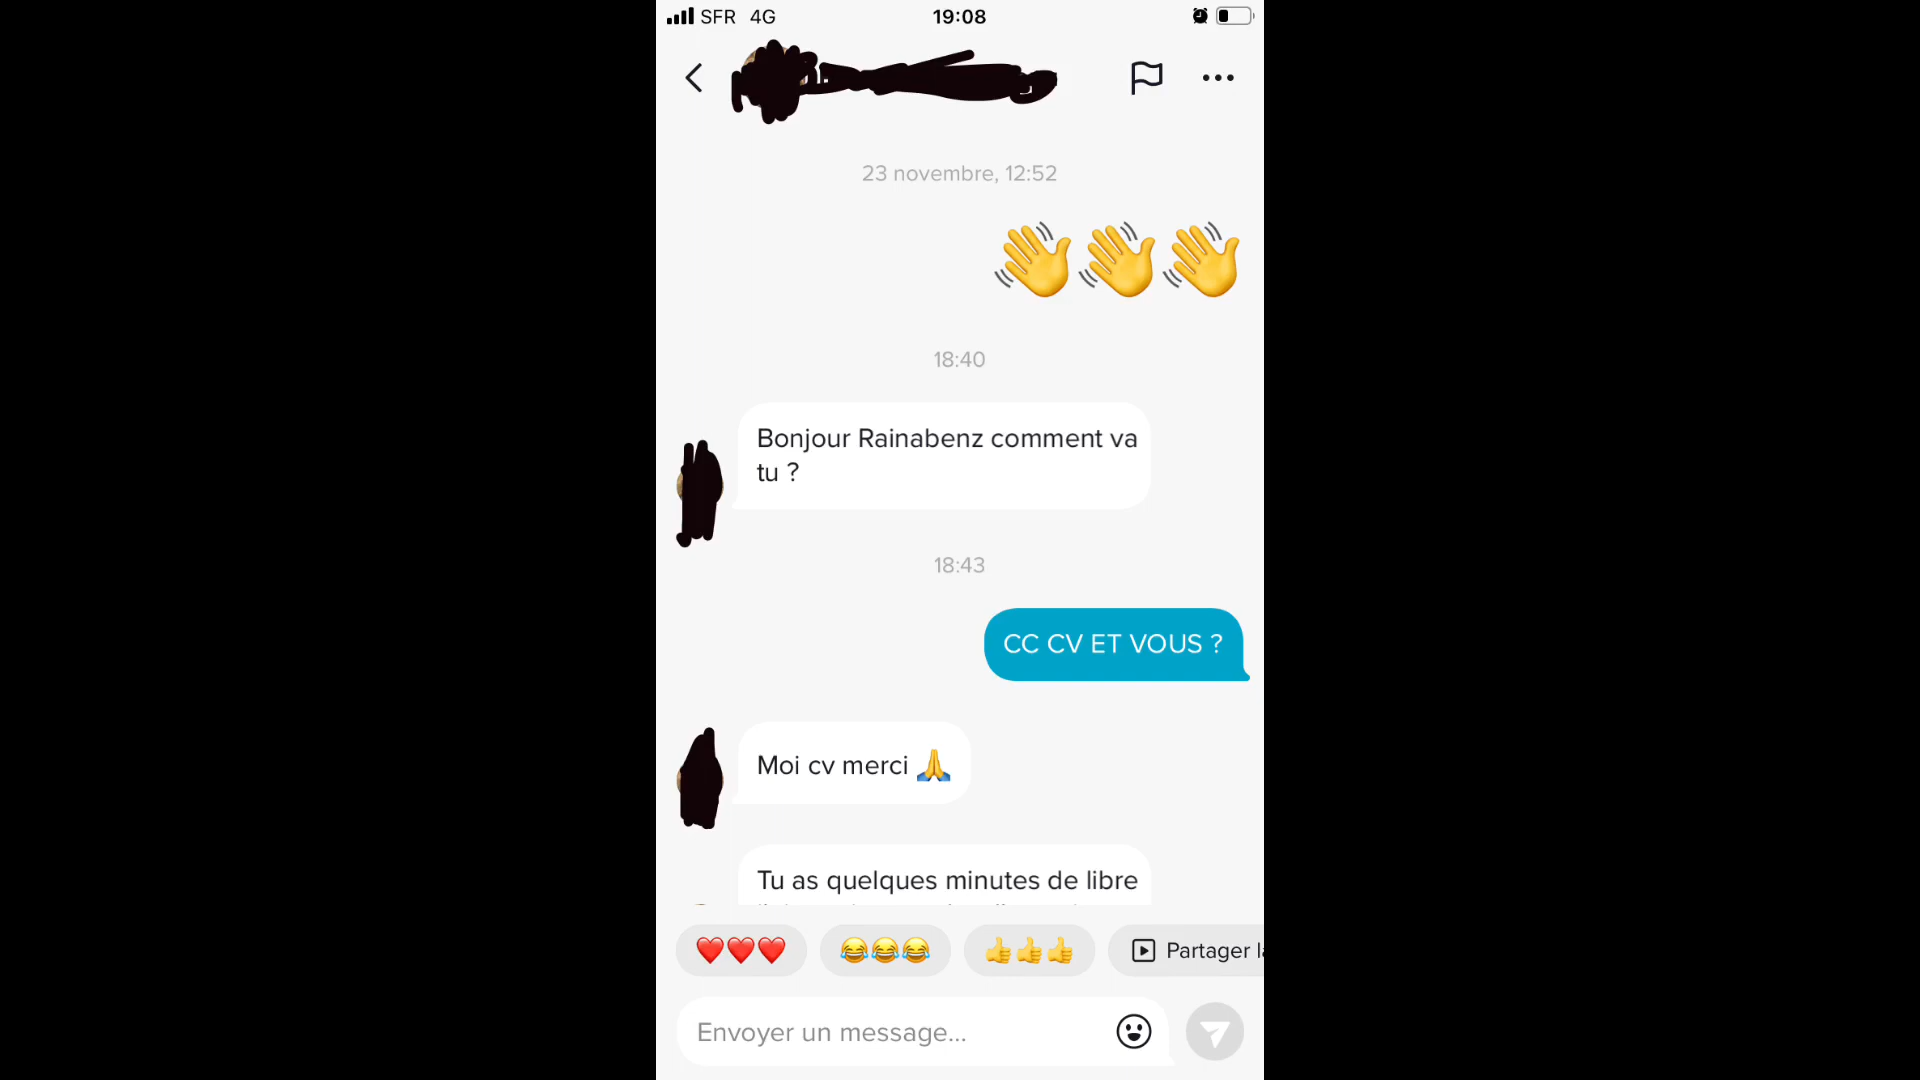 SFR 4G 19:08
23 novembre, 12:52
18:40
Bonjour Rainabenz comment va
tu ?
18:43
CC CV ET VOUS ?
Moi cv merci
Tu as quelques minutes de libre
Partager
Envoyer un message...